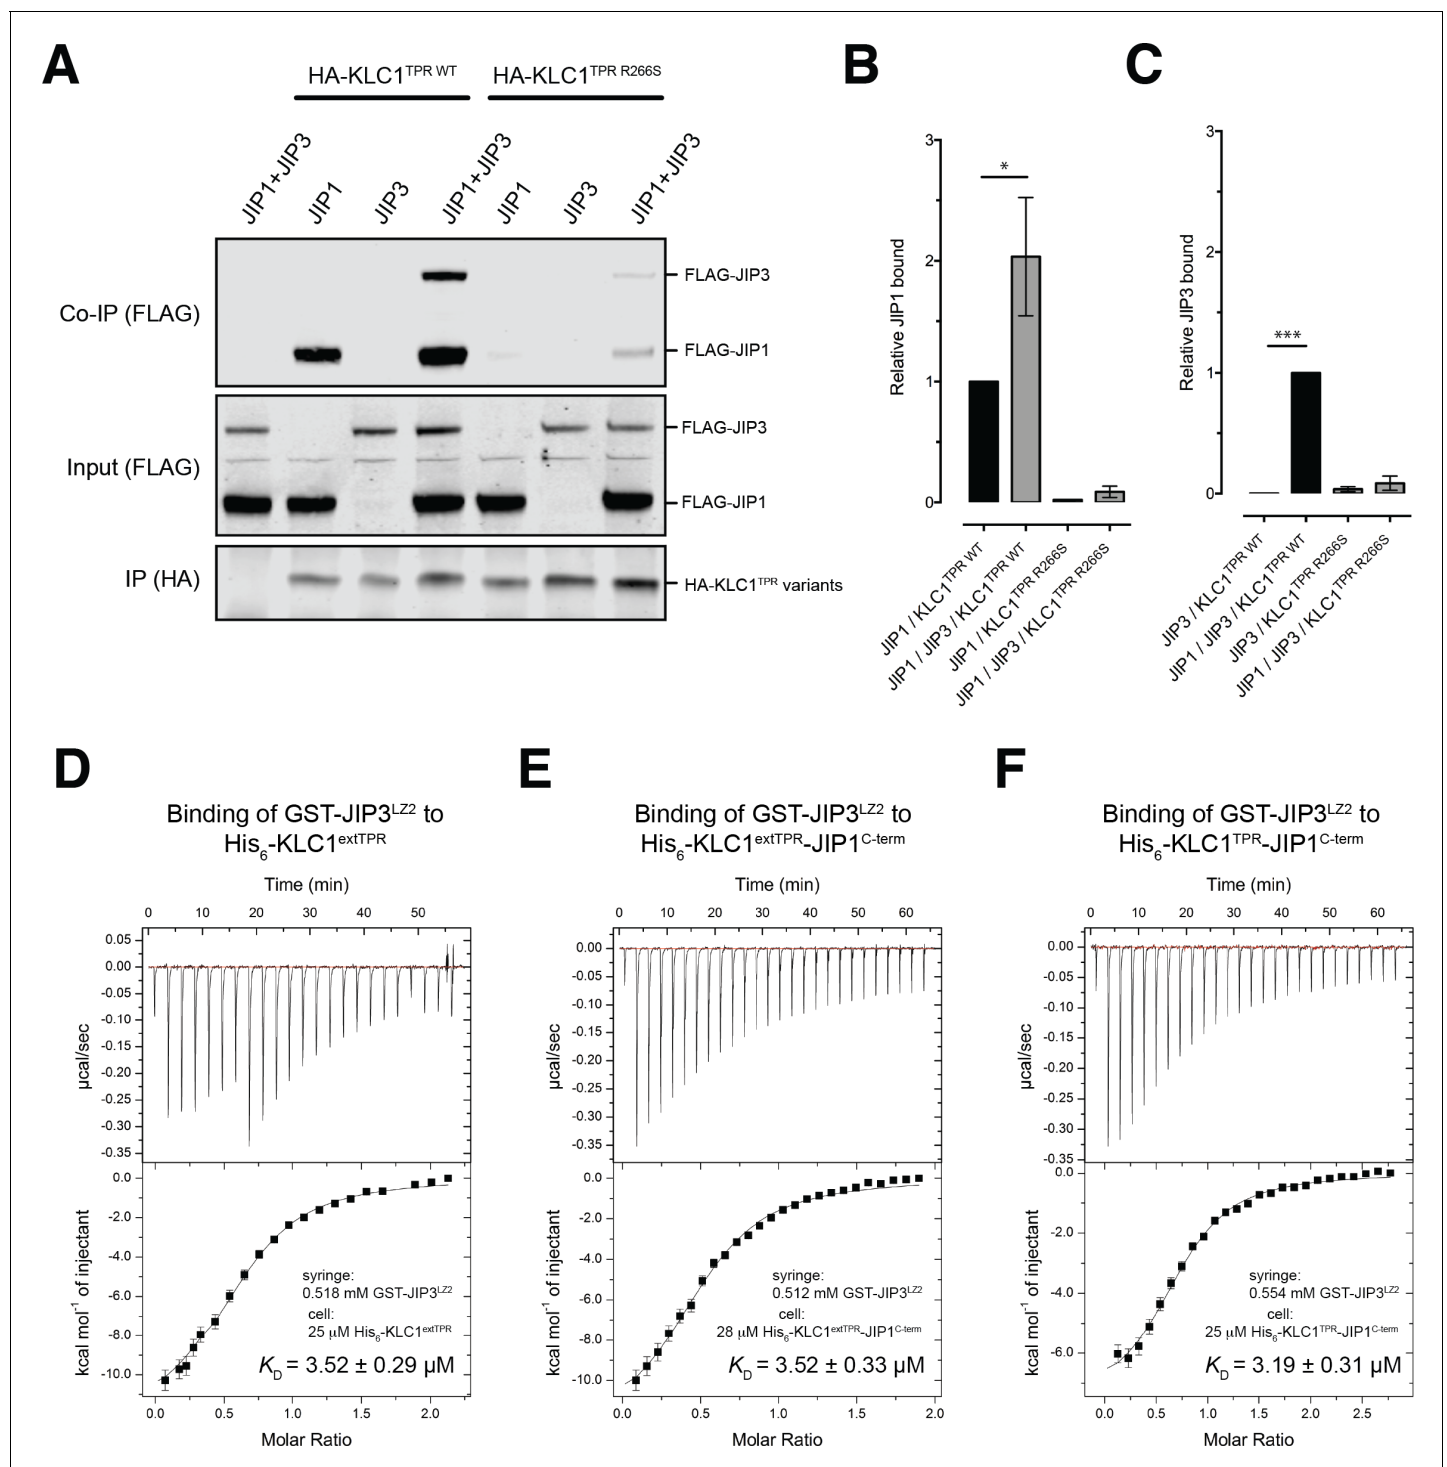 A
HA-KLC1TPR WT
HA-KLC1TPR R266S
JIP1+JIP3
JIP1
JIP3
JIP1+JIP3
JIP1
JIP3
JIP1+JIP3
Co-IP (FLAG)
FLAG-JIP3
FLAG-JIP1
Input (FLAG)
FLAG-JIP3
FLAG-JIP1
IP (HA)
HA-KLC1TPR variants
B
Relative JIP1 bound
3
2
1
0
*
JIP1 / KLC1TPR WT
JIP1 / JIP3 / KLC1TPR WT
JIP1 / KLC1TPR R266S
JIP1 / JIP3 / KLC1TPR R266S
C
Relative JIP3 bound
3
2
1
0
***
JIP3 / KLC1TPR WT
JIP1 / JIP3 / KLC1TPR WT
JIP3 / KLC1TPR R266S
JIP1 / JIP3 / KLC1TPR R266S
D
Binding of GST-JIP3LZ2 to
His6-KLC1extTPR
Time (min)
0 10 20 30 40 50
µcal/sec
0.05
0.00
-0.05
-0.10
-0.15
-0.20
-0.25
-0.30
-0.35
kcal mol-1 of injectant
0.0
-2.0
-4.0
-6.0
-8.0
-10.0
syringe:
0.518 mM GST-JIP3LZ2
cell:
25 µM His6-KLC1extTPR
KD = 3.52 ± 0.29 µM
0.0 0.5 1.0 1.5 2.0
Molar Ratio
E
Binding of GST-JIP3LZ2 to
His6-KLC1extTPR-JIP1C-term
Time (min)
0 10 20 30 40 50 60
µcal/sec
0.00
-0.05
-0.10
-0.15
-0.20
-0.25
-0.30
-0.35
kcal mol-1 of injectant
0.0
-2.0
-4.0
-6.0
-8.0
-10.0
syringe:
0.512 mM GST-JIP3LZ2
cell:
28 µM His6-KLC1extTPR-JIP1C-term
KD = 3.52 ± 0.33 µM
0.0 0.5 1.0 1.5 2.0
Molar Ratio
F
Binding of GST-JIP3LZ2 to
His6-KLC1TPR-JIP1C-term
Time (min)
0 10 20 30 40 50 60
µcal/sec
0.00
-0.05
-0.10
-0.15
-0.20
-0.25
-0.30
-0.35
kcal mol-1 of injectant
0.0
-2.0
-4.0
-6.0
syringe:
0.554 mM GST-JIP3LZ2
cell:
25 µM His6-KLC1TPR-JIP1C-term
KD = 3.19 ± 0.31 µM
0.0 0.5 1.0 1.5 2.0 2.5
Molar Ratio